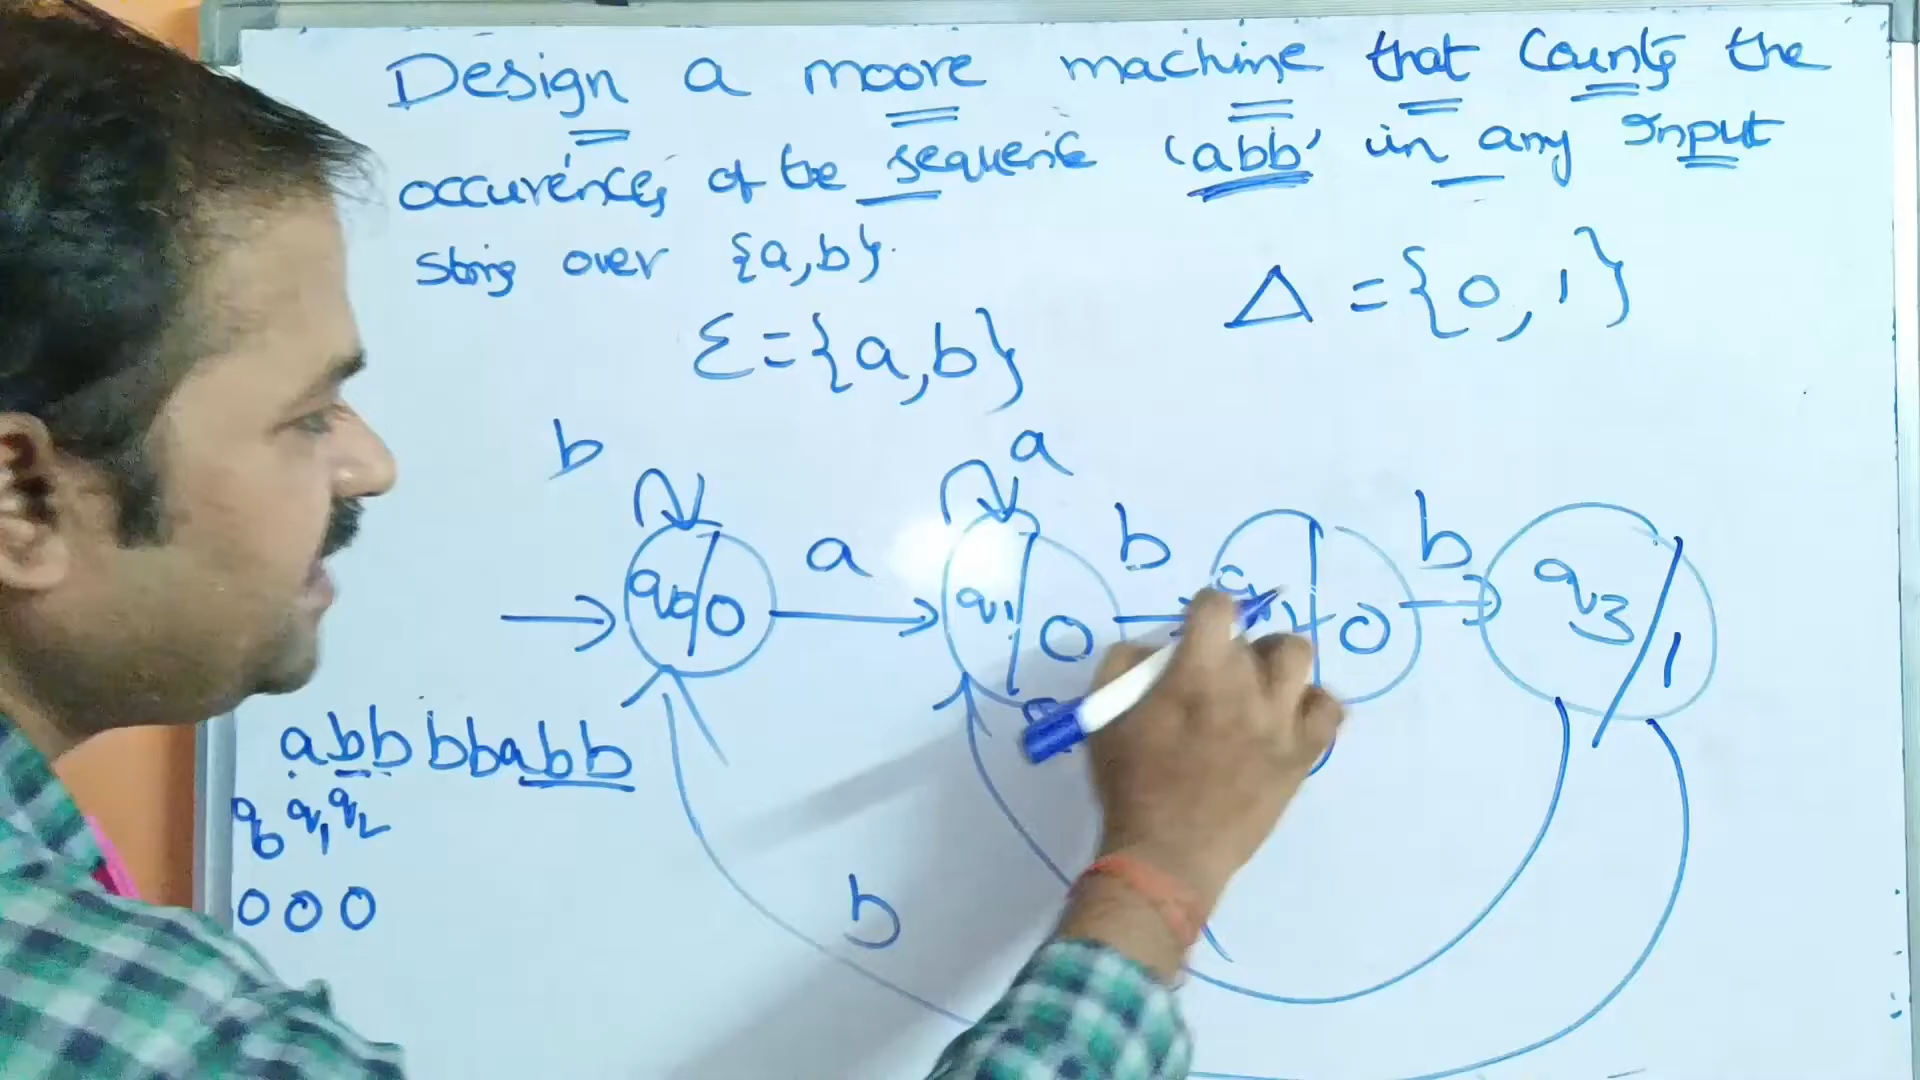 Design a moore machine that Counts the
occurences of the sequence 'abb' in any Input
String over {a,b}.
Δ = {0,1}
Σ={a,b}
b a
a b b
q0/0 q1/0 0 q3/1
abbbbabb
q0 q1 q2
0 0 0
b